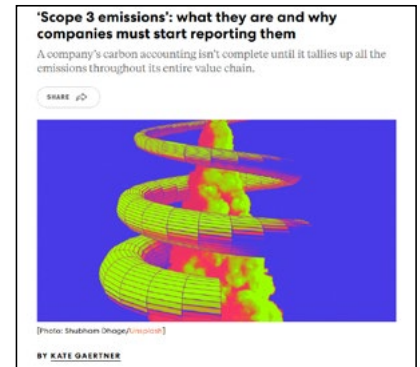 ‘Scope 3 emissions’: what they are and why
companies must start reporting them
A company’s carbon accounting isn’t complete until it tallies up all the
emissions throughout its entire value chain.
SHARE
[Photo: Shubham Dhage/Unsplash]
BY KATE GAERTNER